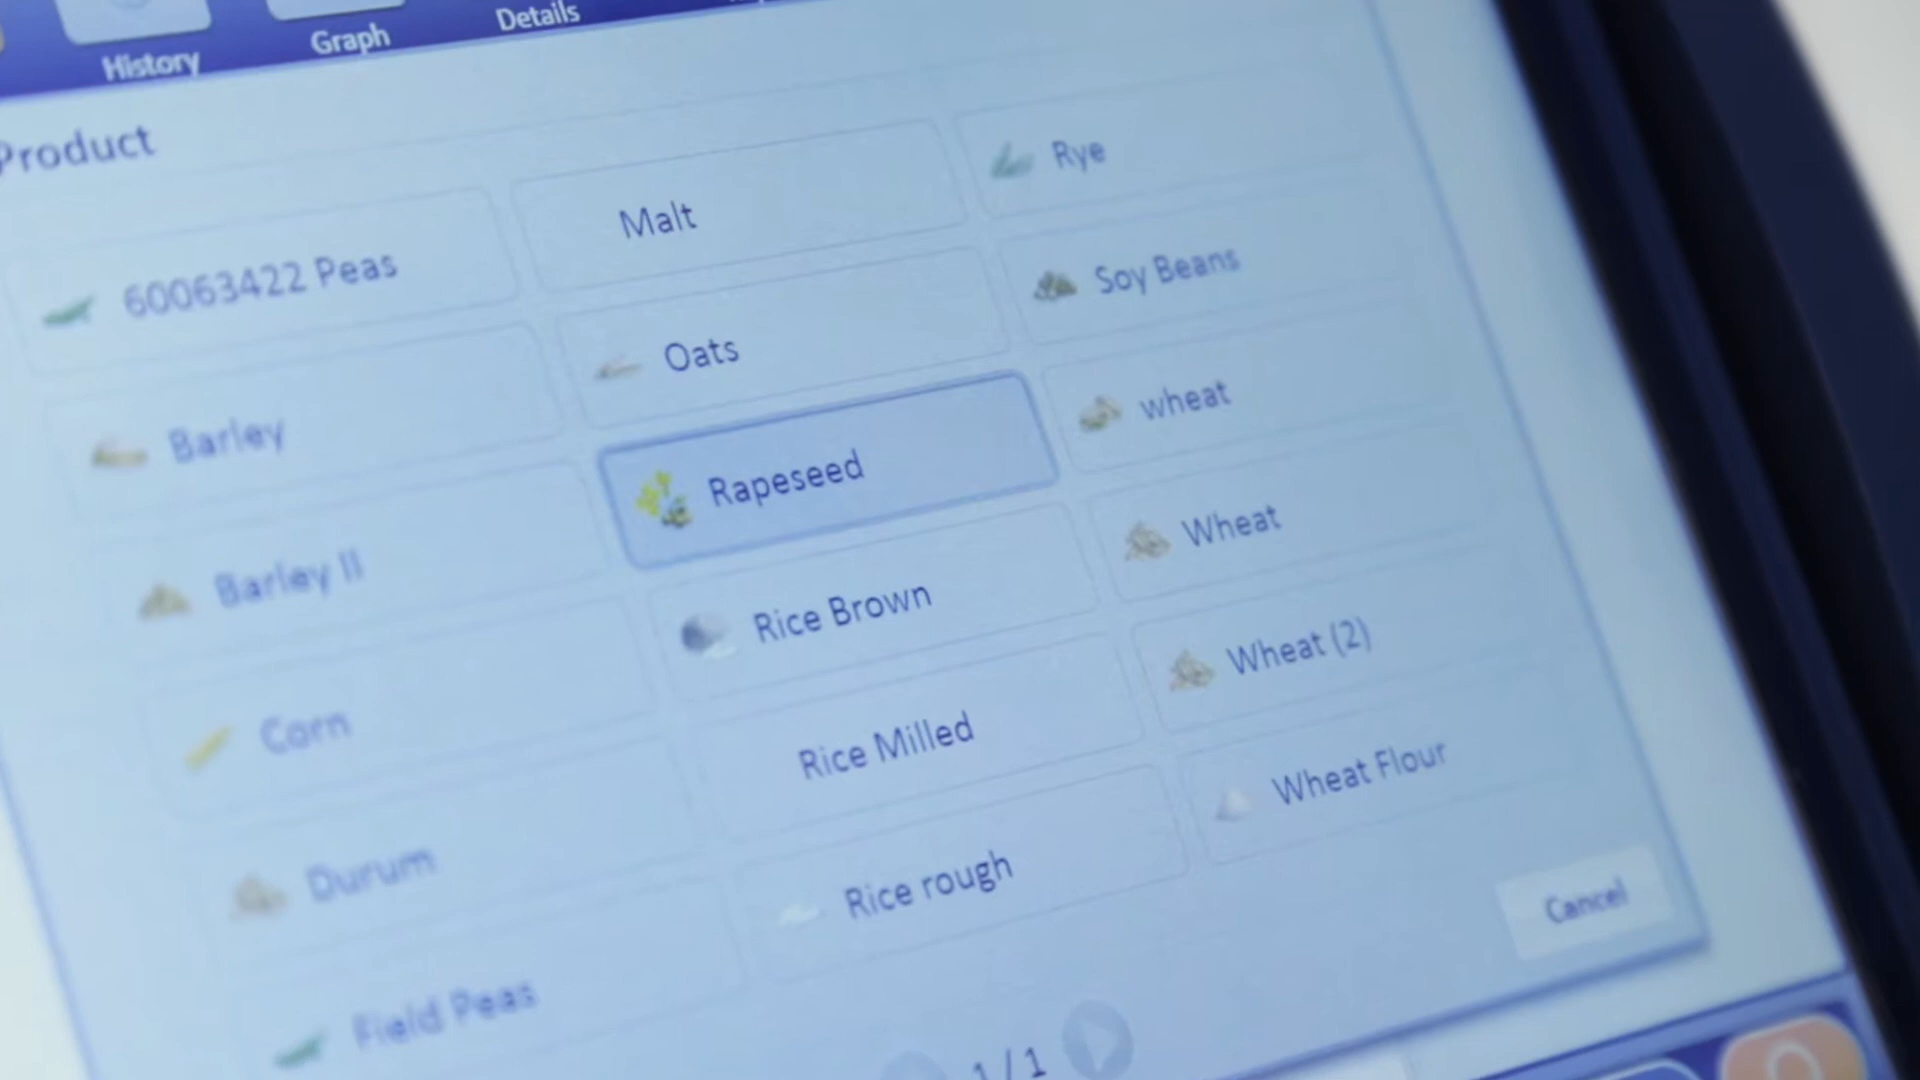 History
Graph
Details
Product
60063422 Peas
Barley
Barley II
Corn
Durum
Field Peas
Malt
Oats
Rapeseed
Rice Brown
Rice Milled
Rice rough
Rye
Soy Beans
wheat
Wheat
Wheat (2)
Wheat Flour
Cancel
1 / 1